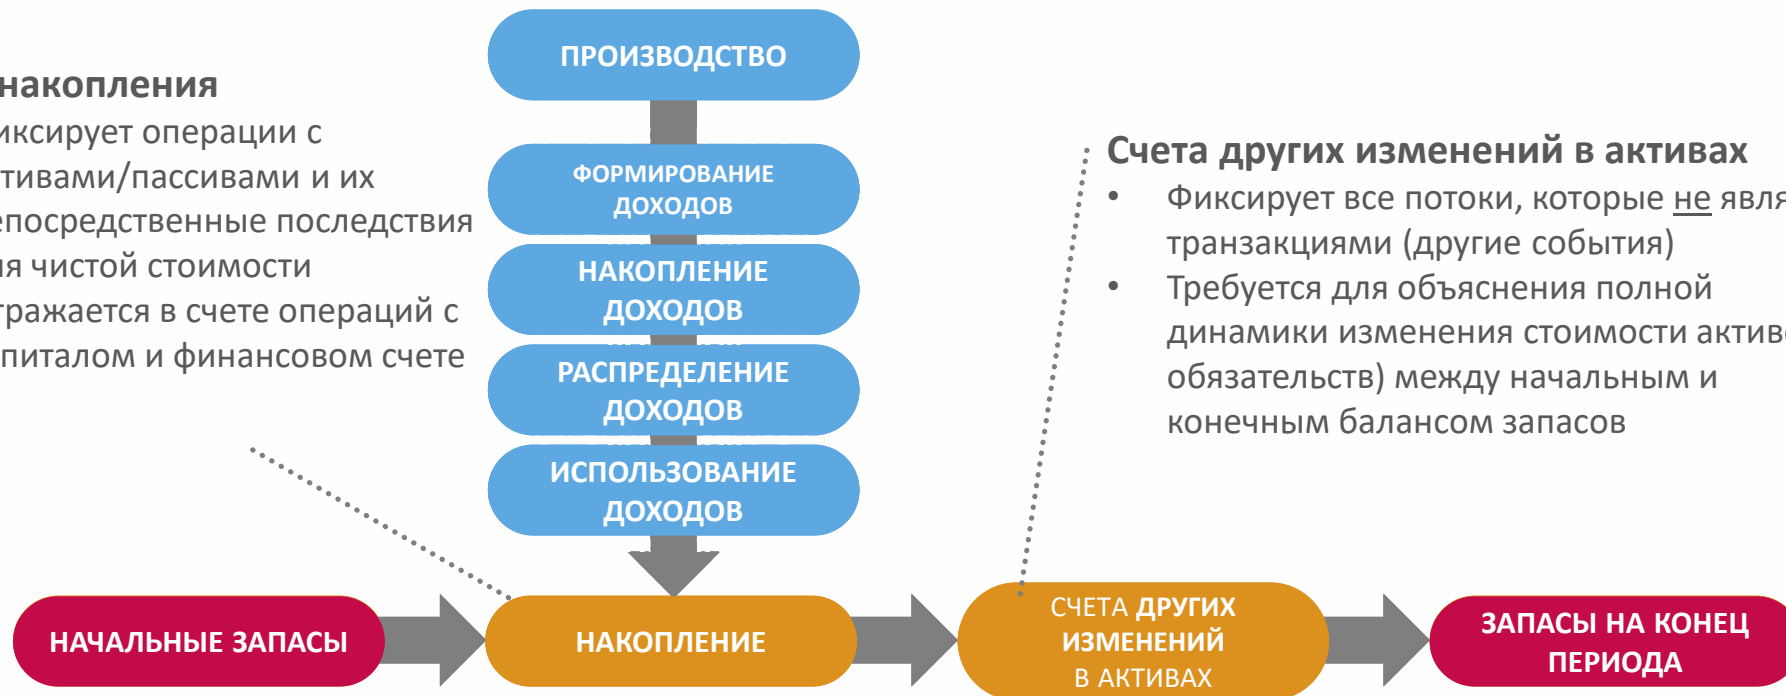 ПРОИЗВОДСТВО
накопления
иксирует операции с
тивами/пассивами и их
епосредственные последствия
ия чистой стоимости
тражается в счете операций с
питалом и финансовом счете
ФОРМИРОВАНИЕ
ДОХОДОВ
НАКОПЛЕНИЕ
ДОХОДОВ
РАСПРЕДЕЛЕНИЕ
ДОХОДОВ
ИСПОЛЬЗОВАНИЕ
ДОХОДОВ
Счета других изменений в активах
• Фиксирует все потоки, которые не явля
транзакциями (другие события)
• Требуется для объяснения полной
динамики изменения стоимости актив
обязательств) между начальным и
конечным балансом запасов
НАЧАЛЬНЫЕ ЗАПАСЫ
НАКОПЛЕНИЕ
СЧЕТА ДРУГИХ
ИЗМЕНЕНИЙ
В АКТИВАХ
ЗАПАСЫ НА КОНЕЦ
ПЕРИОДА